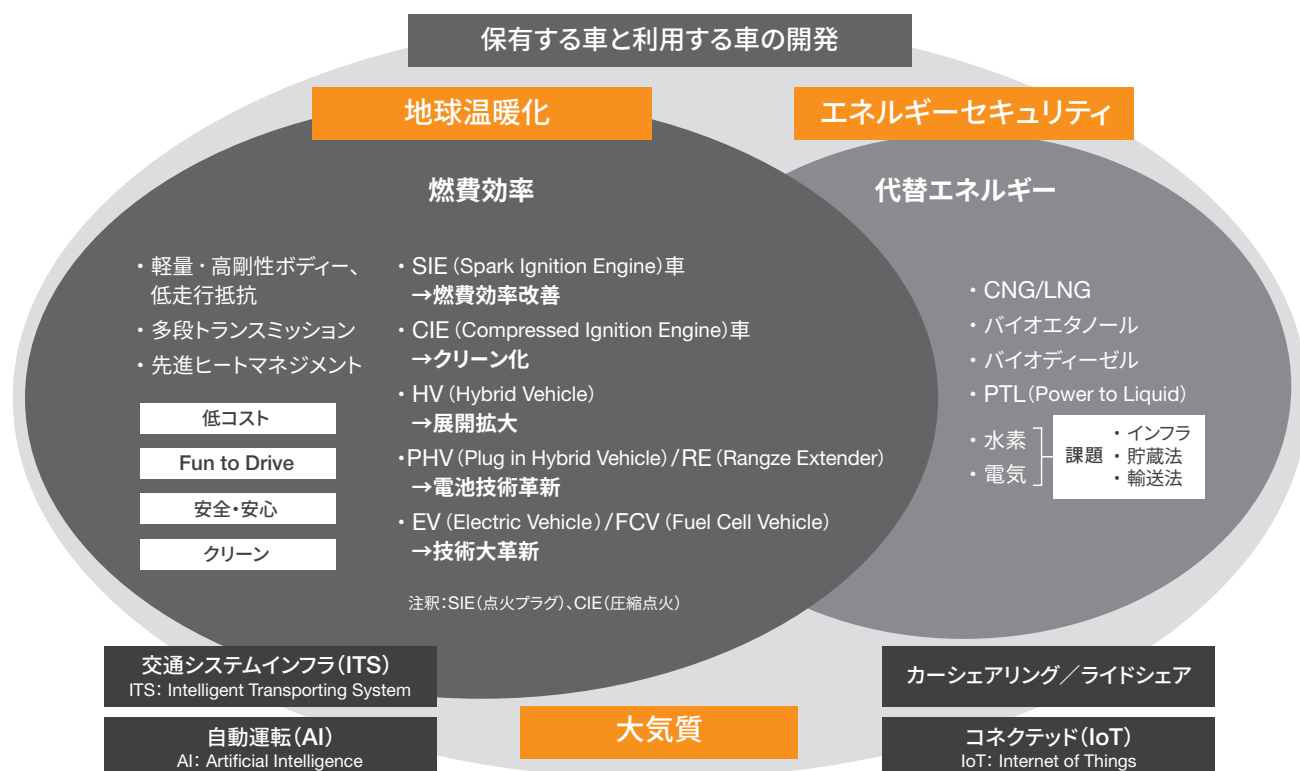 保有する車と利用する車の開発
地球温暖化
エネルギーセキュリティ
燃費効率
・軽量・高剛性ボディー、
低走行抵抗
・多段トランスミッション
・先進ヒートマネジメント
低コスト
Fun to Drive
安全・安心
クリーン
・SIE(Spark Ignition Engine)車
→燃費効率改善
・CIE(Compressed Ignition Engine)車
→クリーン化
・HV(Hybrid Vehicle)
→展開拡大
・PHV(Plug in Hybrid Vehicle)/RE(Rangze Extender)
→電池技術革新
・EV(Electric Vehicle)/FCV(Fuel Cell Vehicle)
→技術大革新
注釈:SIE(点火プラグ)、CIE(圧縮点火)
代替エネルギー
・CNG/LNG
・バイオエタノール
・バイオディーゼル
・PTL(Power to Liquid)
・水素
・電気
課題
・インフラ
・貯蔵法
・輸送法
交通システムインフラ(ITS)
ITS: Intelligent Transporting System
自動運転(AI)
AI: Artificial Intelligence
大気質
カーシェアリング/ライドシェア
コネクテッド(IoT)
IoT: Internet of Things